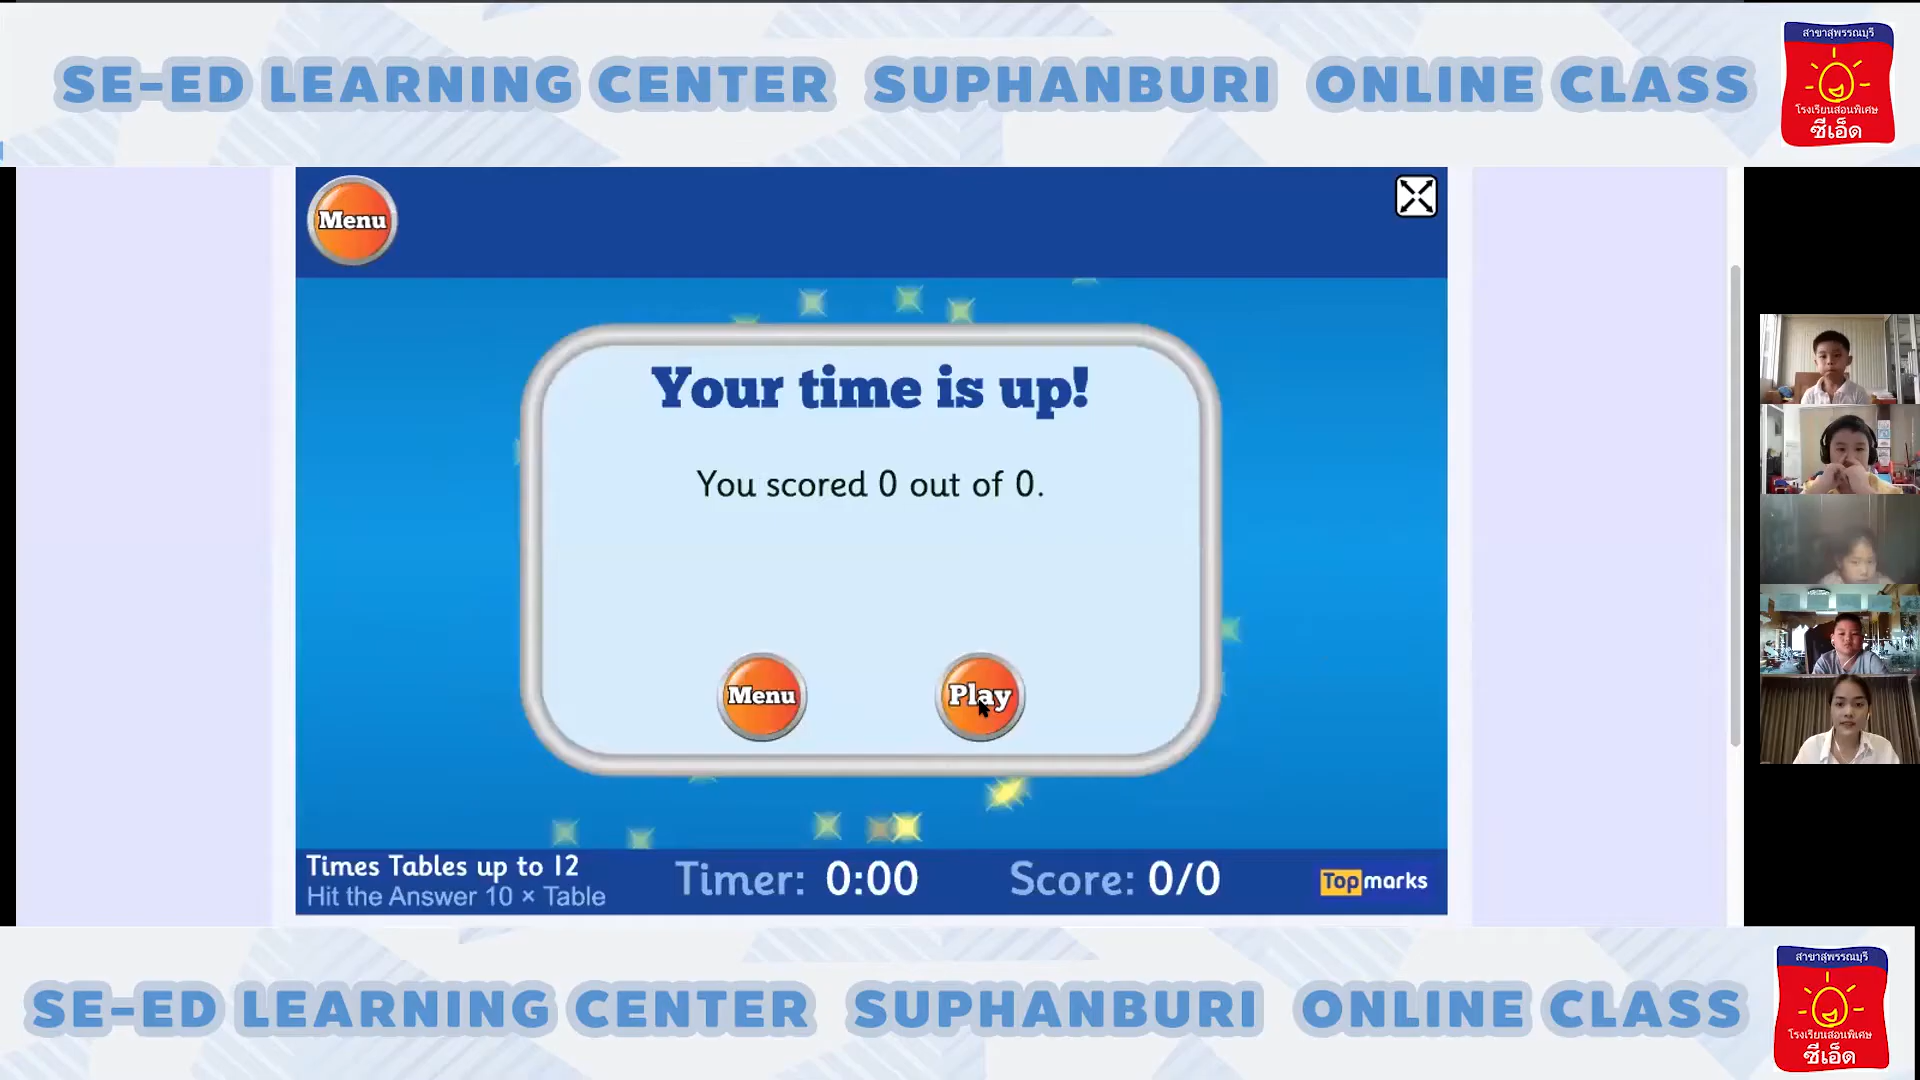 SE-ED LEARNING CENTER SUPHANBURI ONLINE CLASS
สาขาสุพรรณบุรี
โรงเรียนสอนพิเศษ
ซีเอ็ด
Menu
Your time is up!
You scored 0 out of 0.
Menu
Play
Times Tables up to 12
Hit the Answer 10 × Table
Timer: 0:00
Score: 0/0
Topmarks
SE-ED LEARNING CENTER SUPHANBURI ONLINE CLASS
สาขาสุพรรณบุรี
โรงเรียนสอนพิเศษ
ซีเอ็ด